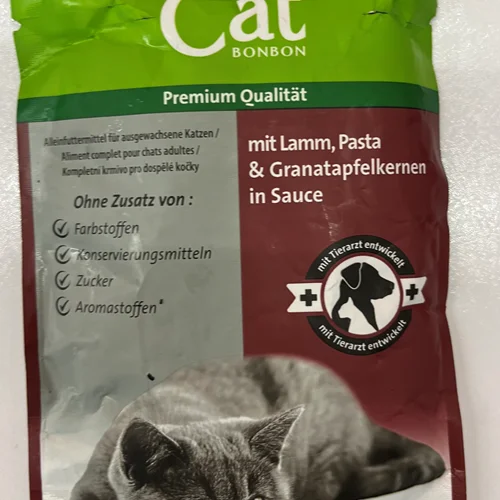 Cat
BONBON
Premium Qualität
Alleinfuttermittel für ausgewachsene Katzen /
Aliment complet pour chats adultes /
Kompletní krmivo pro dospělé kočky
Ohne Zusatz von :
Farbstoffen
Konservierungsmitteln
Zucker
Aromastoffen*
mit Lamm, Pasta
& Granatapfelkernen
in Sauce
mit Tierarzt entwickelt
mit Tierarzt entwickelt